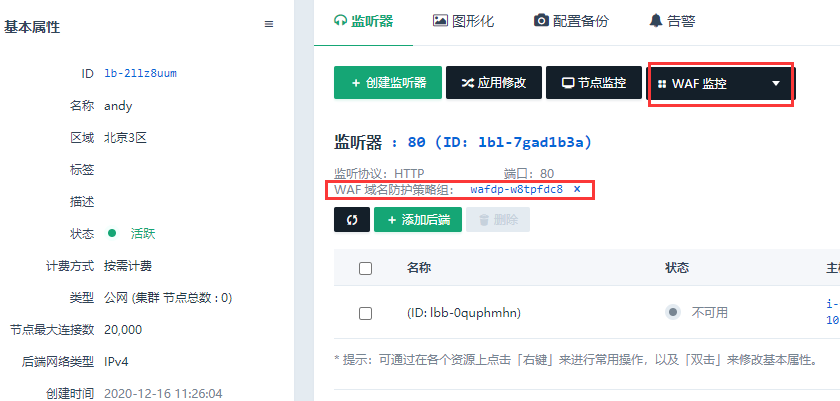 基本属性
ID lb-211z8uum
名称 andy
区域 北京3区
标签
描述
状态 活跃
计费方式 按需计费
类型 公网 (集群 节点总数 : 0)
节点最大连接数 20,000
后端网络类型 IPv4
创建时间 2020-12-16 11:26:04
监听器 图形化 配置备份 告警
+ 创建监听器 应用修改 节点监控 WAF 监控
监听器 : 80 (ID: lbl-7gad1b3a)
监听协议: HTTP 端口: 80
WAF 域名防护策略组: wafdp-w8tpfdc8 ×
+ 添加后端 删除
名称 状态 主
(ID: lbb-0quphmhn) 不可用 i-
10
* 提示: 可通过在各个资源上点击「右键」来进行常用操作，以及「双击」来修改基本属性。